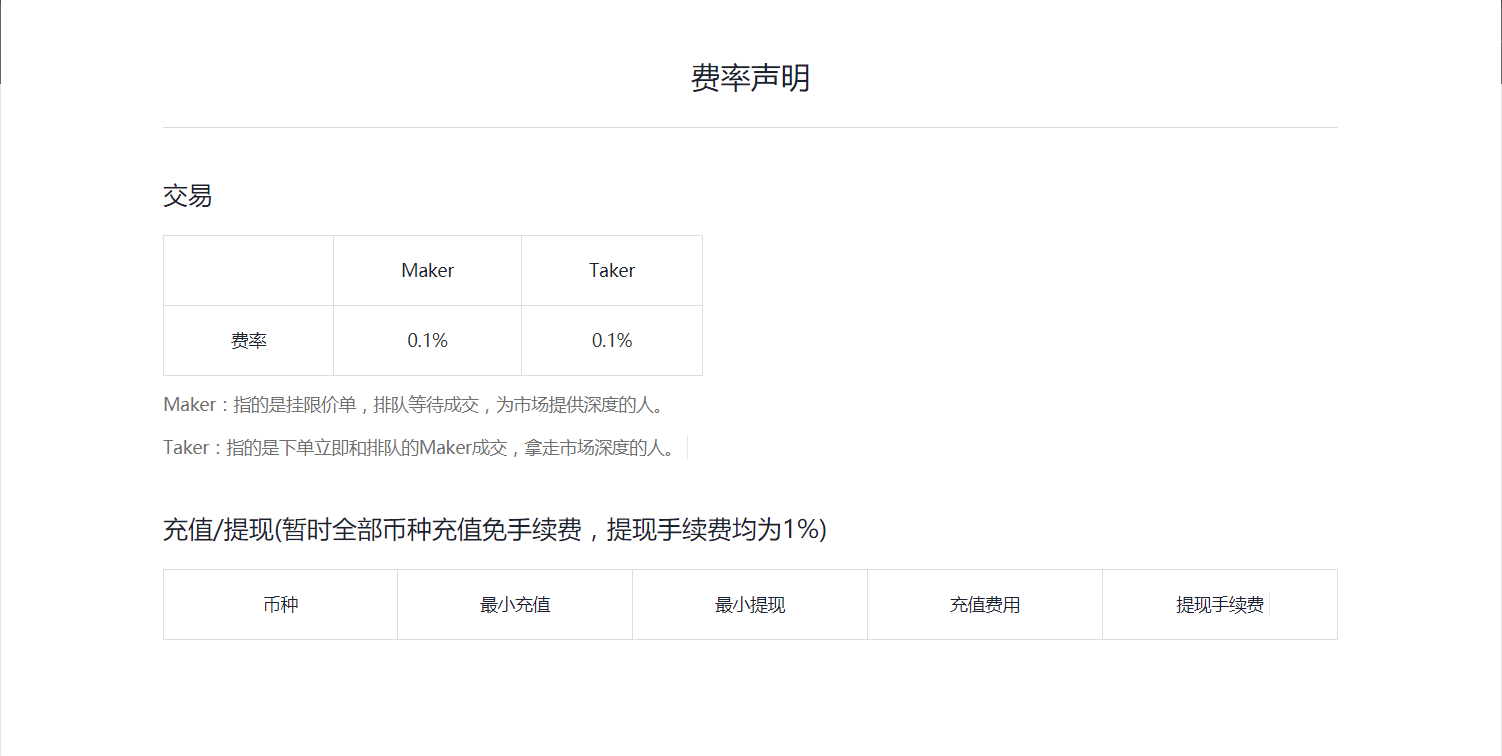 费率声明
交易
Maker Taker
费率 0.1% 0.1%
Maker：指的是挂限价单，排队等待成交，为市场提供深度的人。
Taker：指的是下单立即和排队的Maker成交，拿走市场深度的人。
充值/提现(暂时全部币种充值免手续费，提现手续费均为1%)
币种 最小充值 最小提现 充值费用 提现手续费